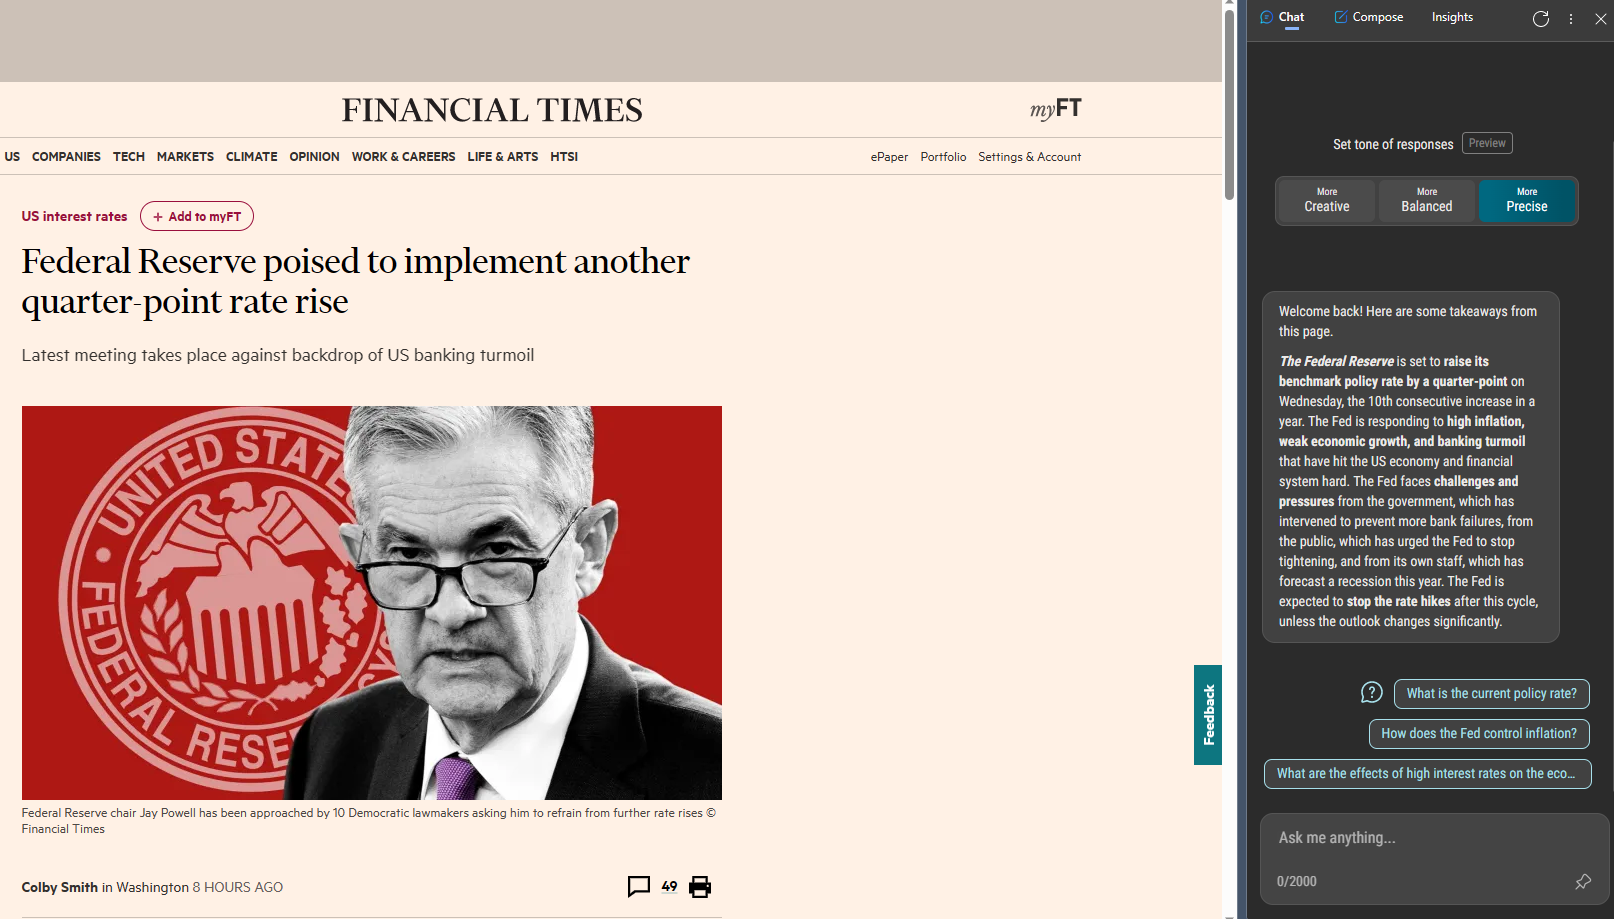 FINANCIAL TIMES
myFT
US COMPANIES TECH MARKETS CLIMATE OPINION WORK & CAREERS LIFE & ARTS HTSI
ePaper Portfolio Settings & Account
US interest rates
+ Add to myFT
Federal Reserve poised to implement another
quarter-point rate rise
Latest meeting takes place against backdrop of US banking turmoil
UNITED STATE
FEDERAL RESE
Federal Reserve chair Jay Powell has been approached by 10 Democratic lawmakers asking him to refrain from further rate rises ©
Financial Times
Colby Smith in Washington 8 HOURS AGO
49
Feedback
Chat
Compose
Insights
Set tone of responses
Preview
More
Creative
More
Balanced
More
Precise
Welcome back! Here are some takeaways from
this page.
The Federal Reserve is set to raise its
benchmark policy rate by a quarter-point on
Wednesday, the 10th consecutive increase in a
year. The Fed is responding to high inflation,
weak economic growth, and banking turmoil
that have hit the US economy and financial
system hard. The Fed faces challenges and
pressures from the government, which has
intervened to prevent more bank failures, from
the public, which has urged the Fed to stop
tightening, and from its own staff, which has
forecast a recession this year. The Fed is
expected to stop the rate hikes after this cycle,
unless the outlook changes significantly.
What is the current policy rate?
How does the Fed control inflation?
What are the effects of high interest rates on the eco...
Ask me anything...
0/2000